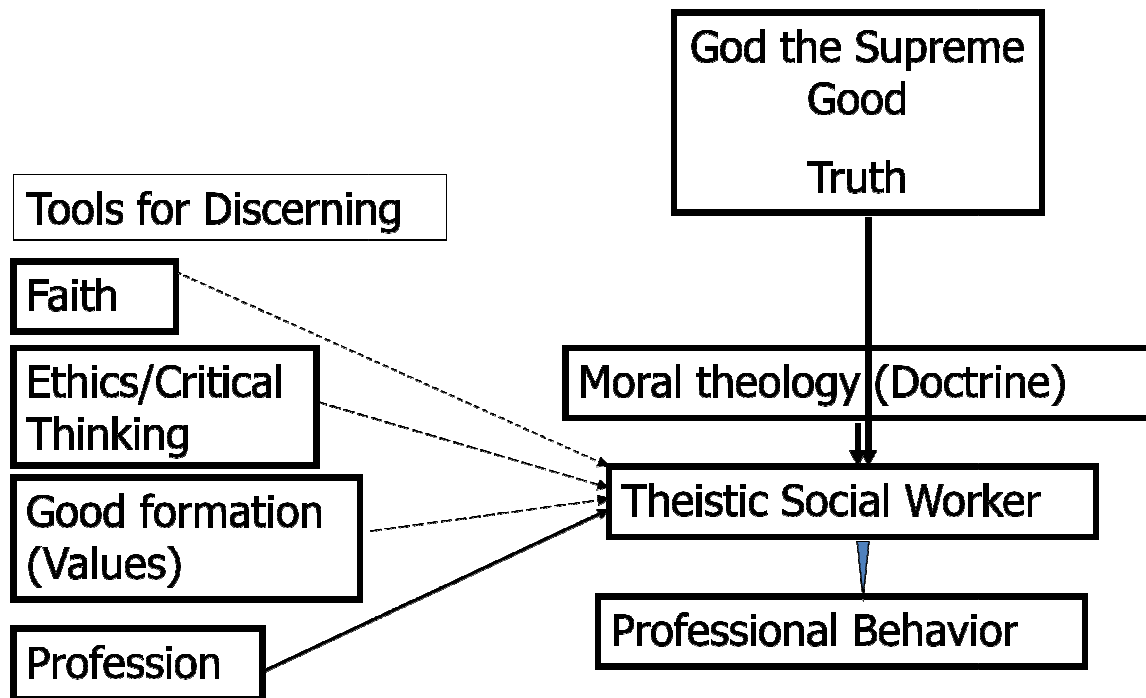 God the Supreme
Good
Truth
Tools for Discerning
Faith
Ethics/Critical
Thinking
Good formation
(Values)
Profession
Moral theology (Doctrine)
Theistic Social Worker
Professional Behavior